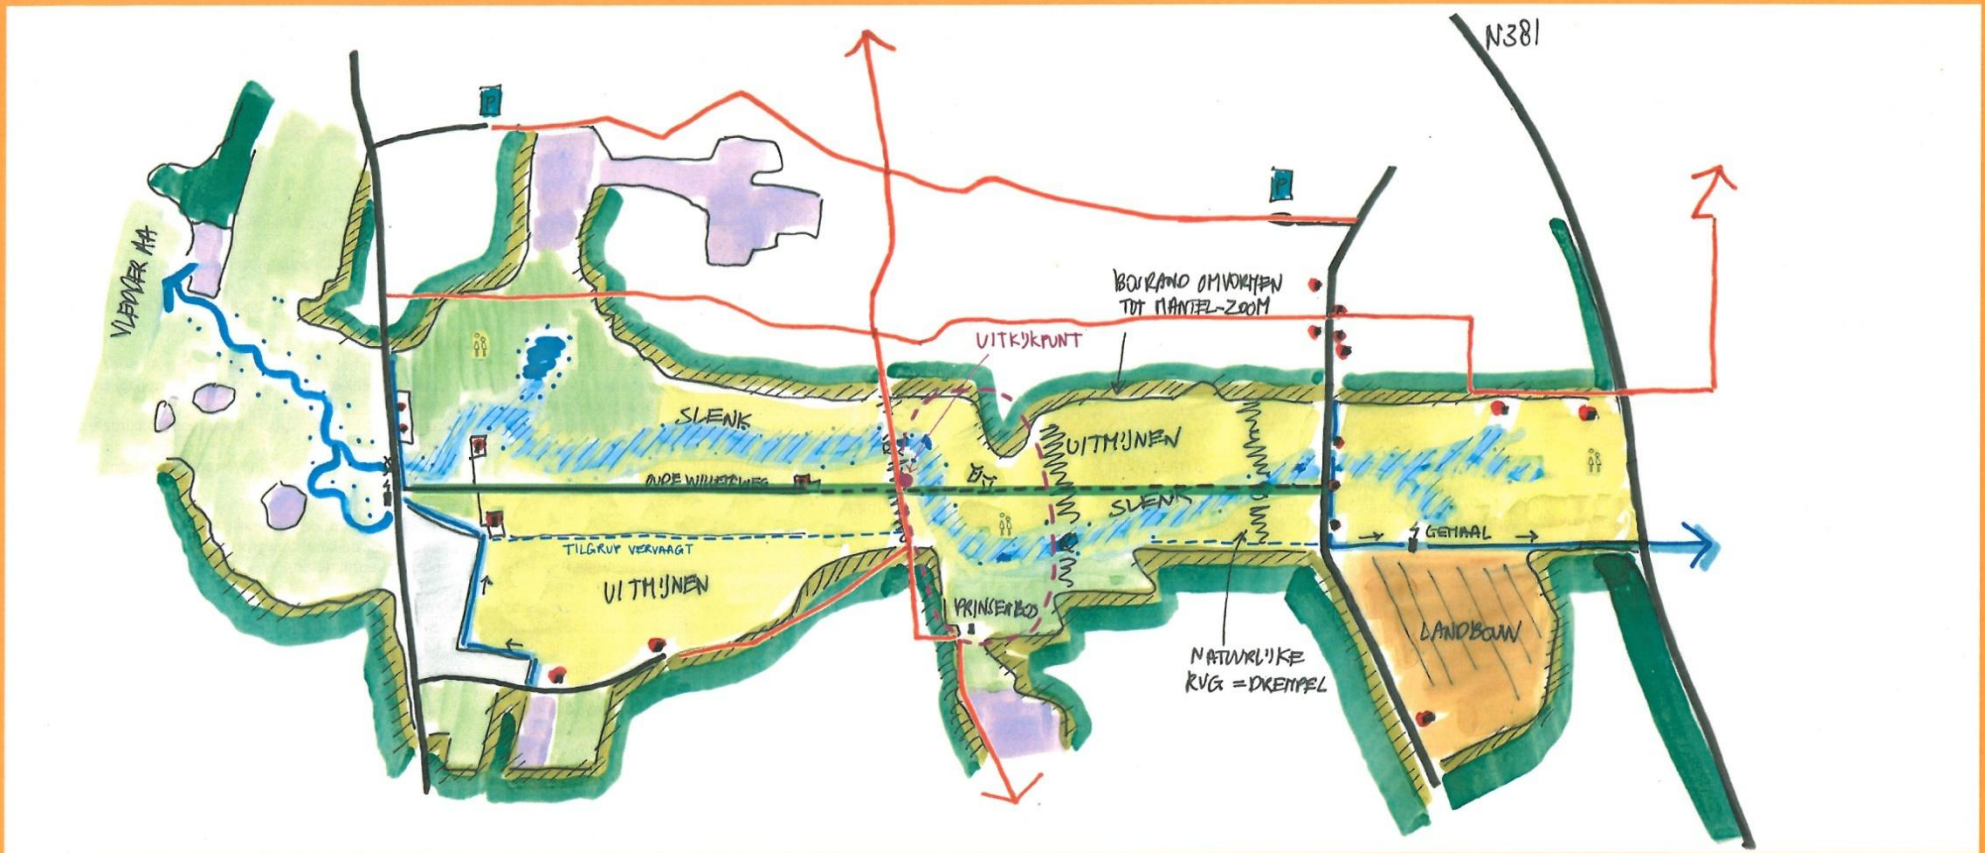 N381
P
P
VLEDDER AA
BOSRAND OMVORMEN
TOT MANTEL-ZOOM
UITKIJKPUNT
SLENK
UITMIJNEN
OUDE WILLEMSWEG
SLENK
GEMAAL
TILGRUP VERVAAGT
UITMIJNEN
PRINSENBOS
LANDBOUW
NATUURLIJKE
RUG = DREMPEL